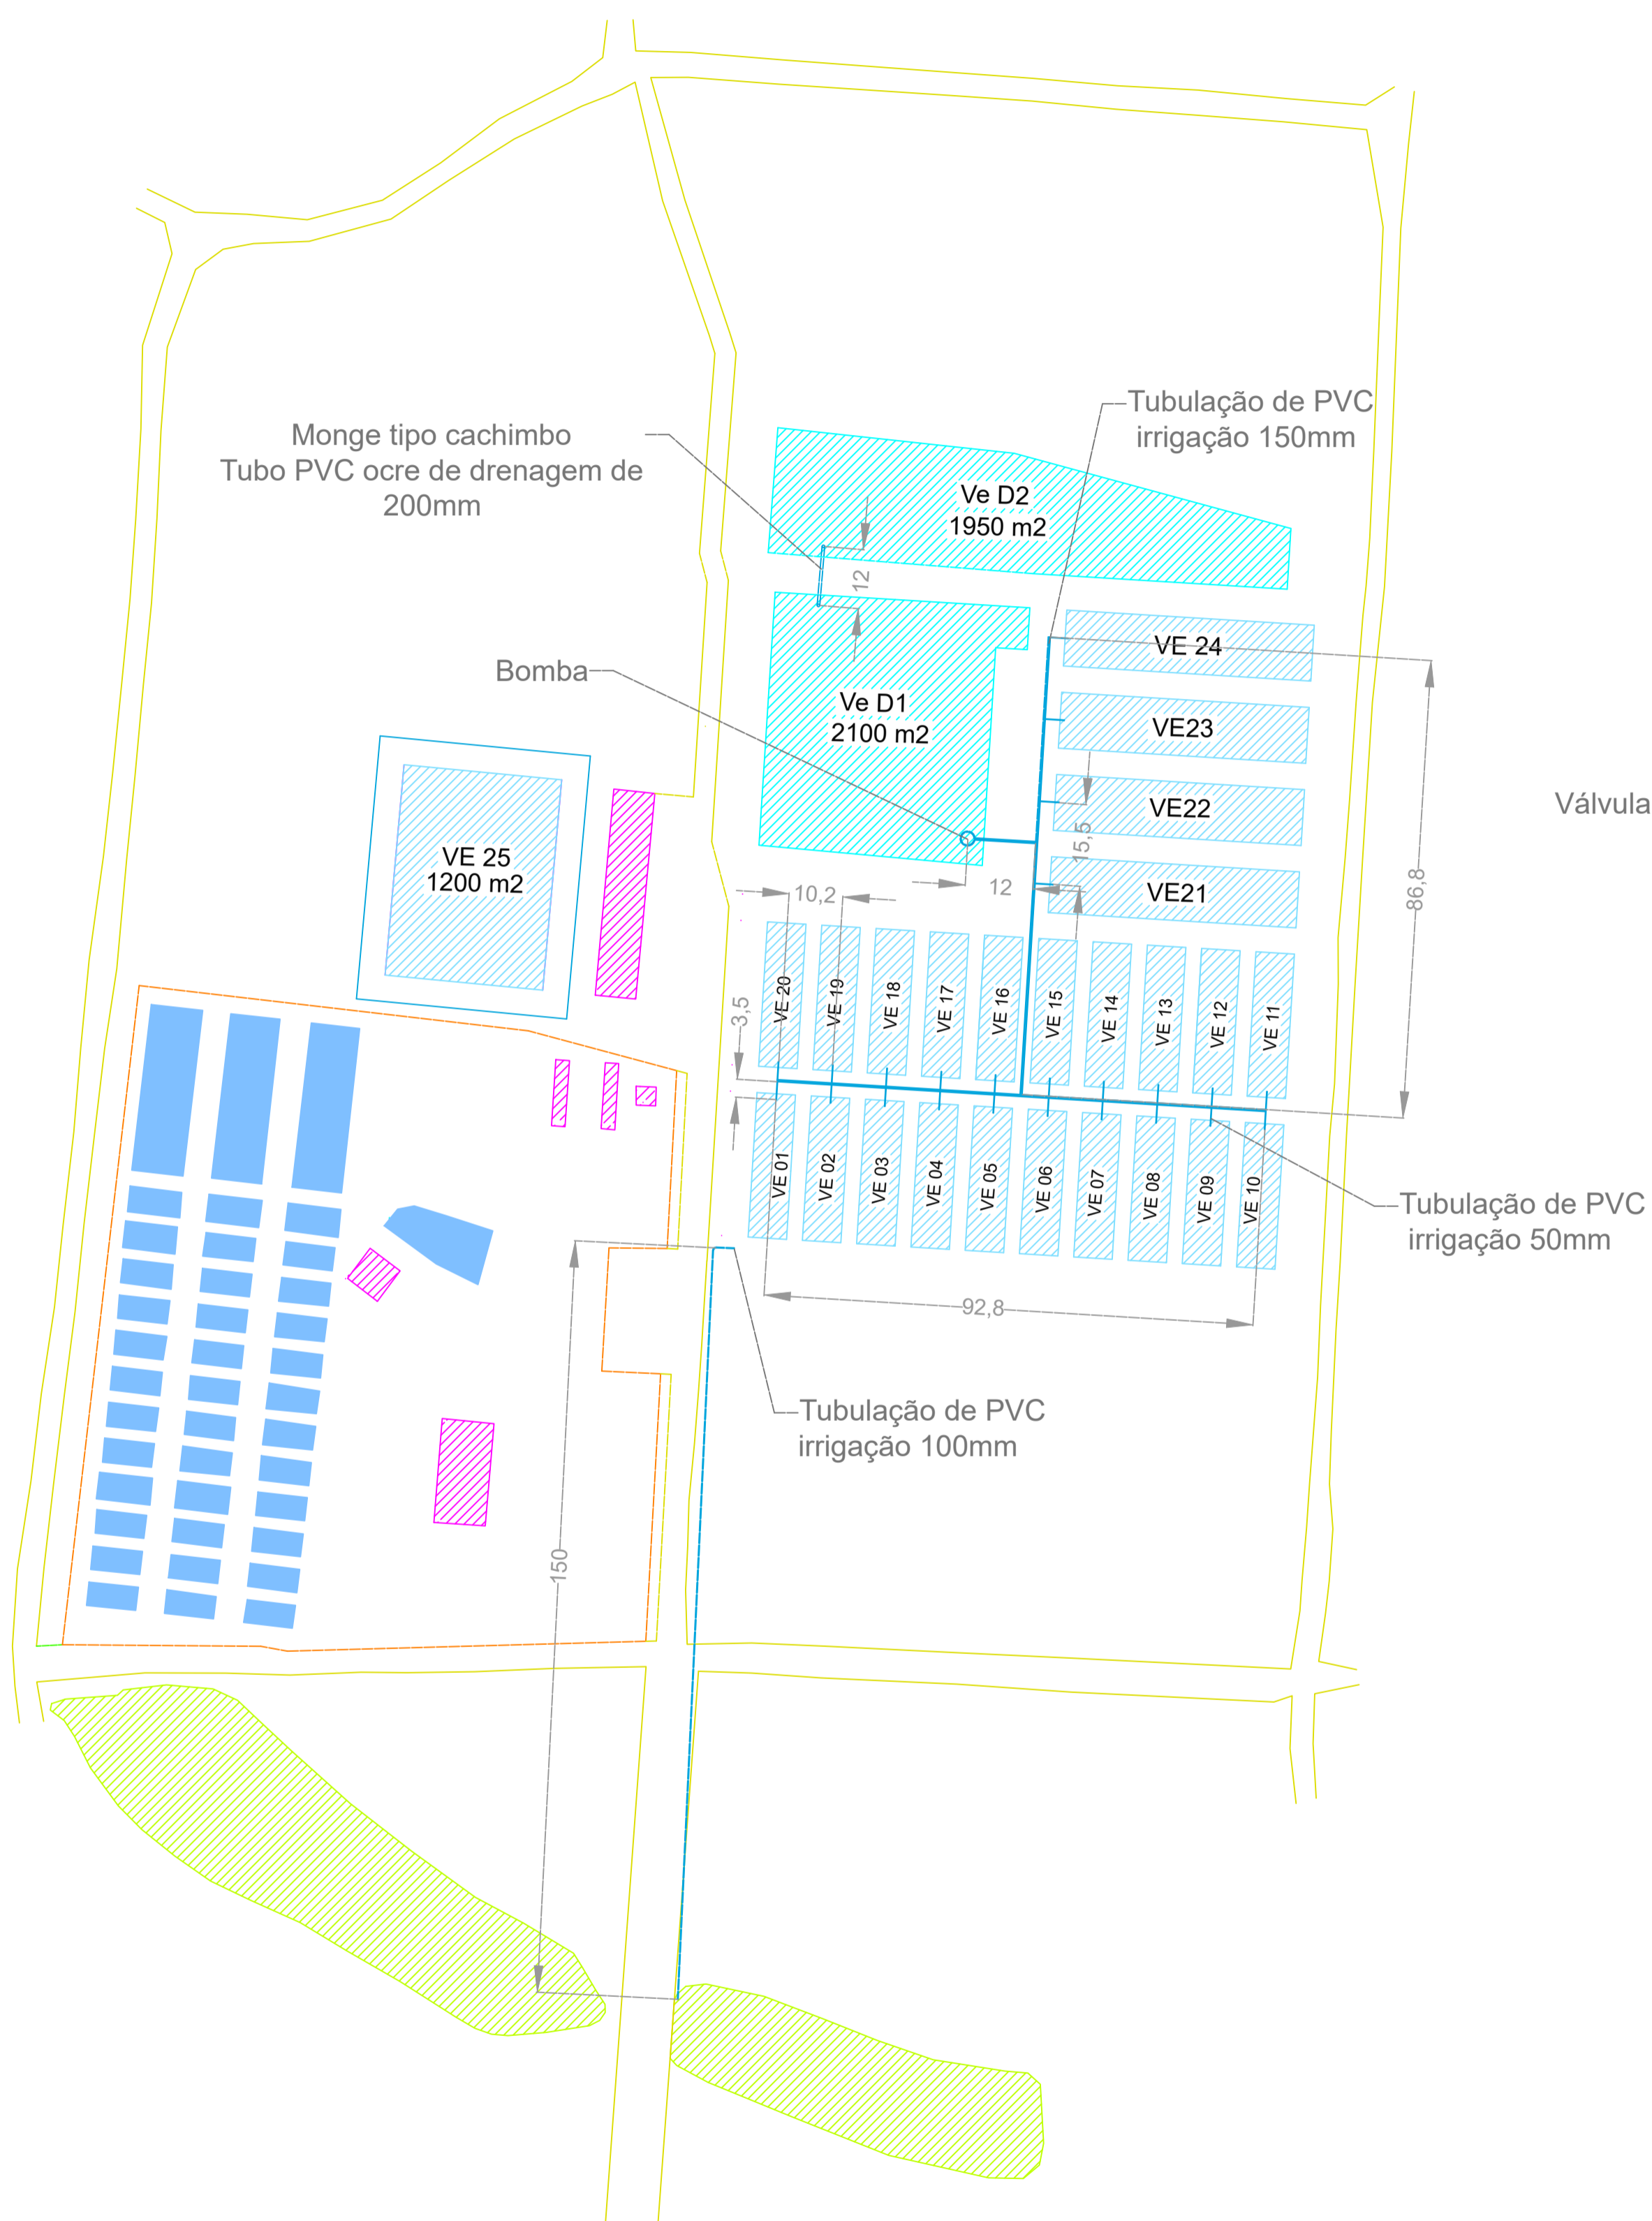 Tubulação de PVC
irrigação 150mm
Monge tipo cachimbo
Tubo PVC ocre de drenagem de
200mm
Ve D2
1950 m2
12
VE 24
Bomba
Ve D1
2100 m2
VE23
VE22
Válvula
15,5
VE 25
1200 m2
VE21
86,8
12
10,2
3,5
VE 20
VE 19
VE 18
VE 17
VE 16
VE 15
VE 14
VE 13
VE 12
VE 11
VE 01
VE 02
VE 03
VE 04
VE 05
VE 06
VE 07
VE 08
VE 09
VE 10
Tubulação de PVC
irrigação 50mm
92,8
Tubulação de PVC
irrigação 100mm
150